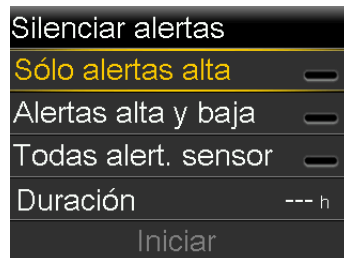 Silenciar alertas
Sólo alertas alta
Alertas alta y baja
Todas alert. sensor
Duración --- h
Iniciar